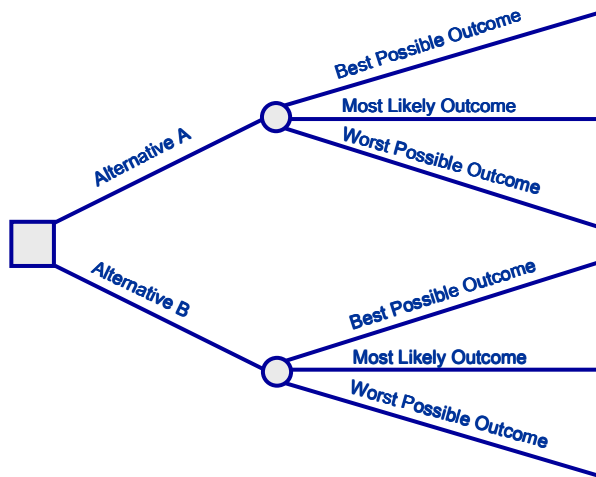 Best Possible Outcome
Most Likely Outcome
Worst Possible Outcome
Alternative A
Alternative B
Best Possible Outcome
Most Likely Outcome
Worst Possible Outcome